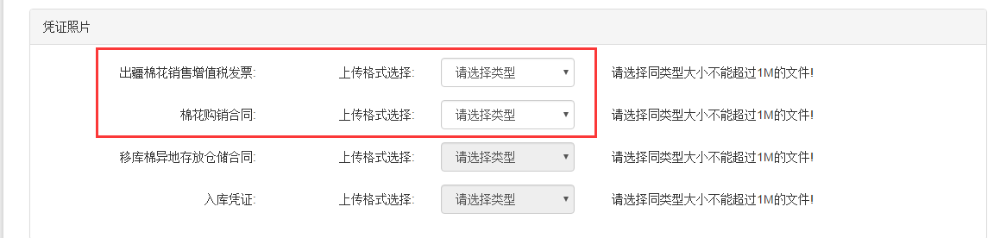 凭证照片
出疆棉花销售增值税发票: 上传格式选择: 请选择类型 请选择同类型大小不能超过1M的文件!
棉花购销合同: 上传格式选择: 请选择类型 请选择同类型大小不能超过1M的文件!
移库棉异地存放仓储合同: 上传格式选择: 请选择类型 请选择同类型大小不能超过1M的文件!
入库凭证: 上传格式选择: 请选择类型 请选择同类型大小不能超过1M的文件!